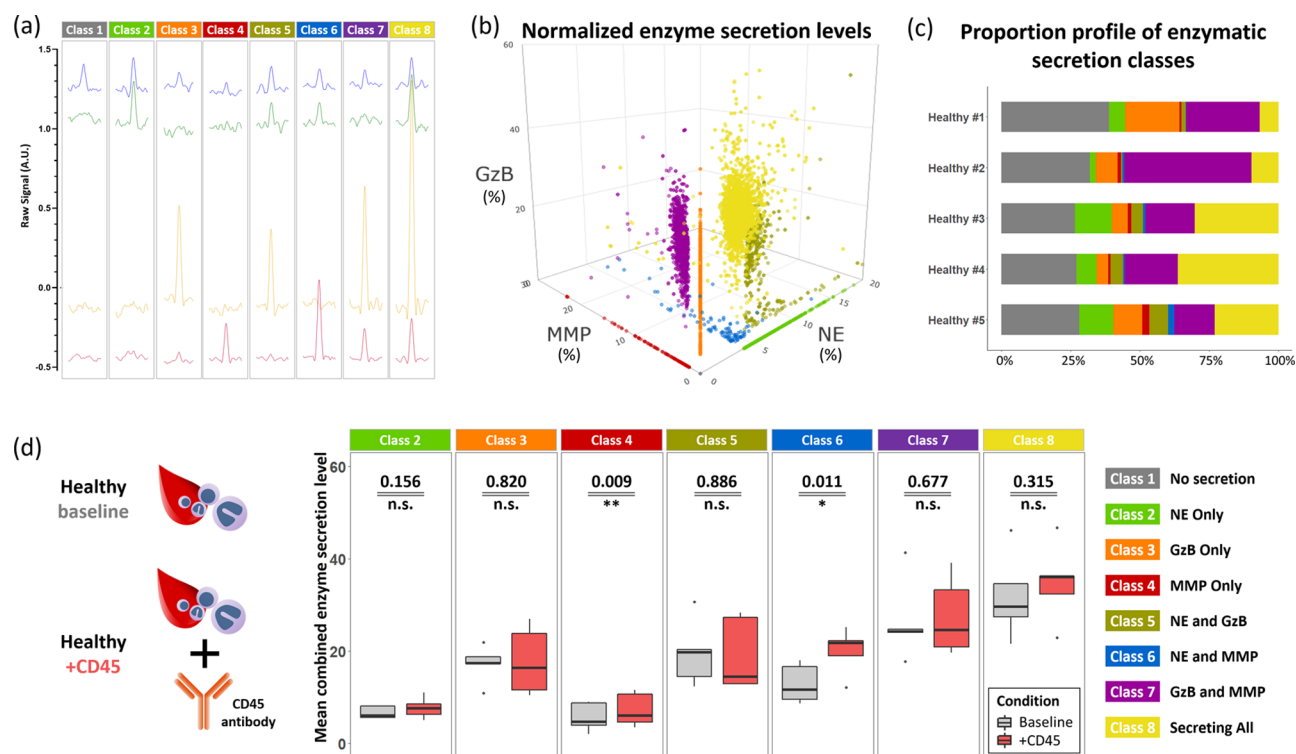 (a)
Class 1 Class 2 Class 3 Class 4 Class 5 Class 6 Class 7 Class 8
Raw Signal (A.U.)
1.5
1.0
0.5
0.0
-0.5
(b)
Normalized enzyme secretion levels
60
40
20
GzB
(%)
20
10
0
MMP
(%)
0
5
10
15
20
NE
(%)
(c)
Proportion profile of enzymatic
secretion classes
Healthy #1
Healthy #2
Healthy #3
Healthy #4
Healthy #5
0% 25% 50% 75% 100%
(d)
Healthy
baseline
Healthy
+CD45
CD45
antibody
Mean combined enzyme secretion level
60
40
20
0
Class 2 Class 3 Class 4 Class 5 Class 6 Class 7 Class 8
0.156 0.820 0.009 0.886 0.011 0.677 0.315
n.s. n.s. ** n.s. * n.s. n.s.
Condition
Baseline
+CD45
Class 1 No secretion
Class 2 NE Only
Class 3 GzB Only
Class 4 MMP Only
Class 5 NE and GzB
Class 6 NE and MMP
Class 7 GzB and MMP
Class 8 Secreting All